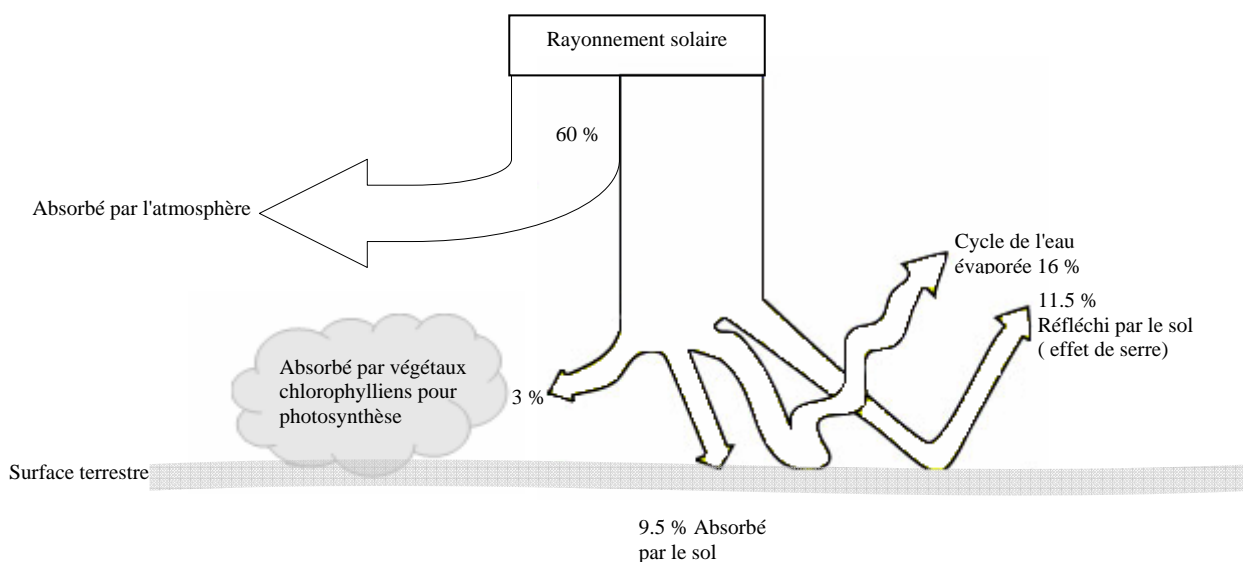 Rayonnement solaire
60 %
Absorbé par l'atmosphère
Cycle de l'eau
évaporée 16 %
11.5 %
Réfléchi par le sol
( effet de serre)
Absorbé par végétaux
chlorophylliens pour
photosynthèse
3 %
Surface terrestre
9.5 % Absorbé
par le sol